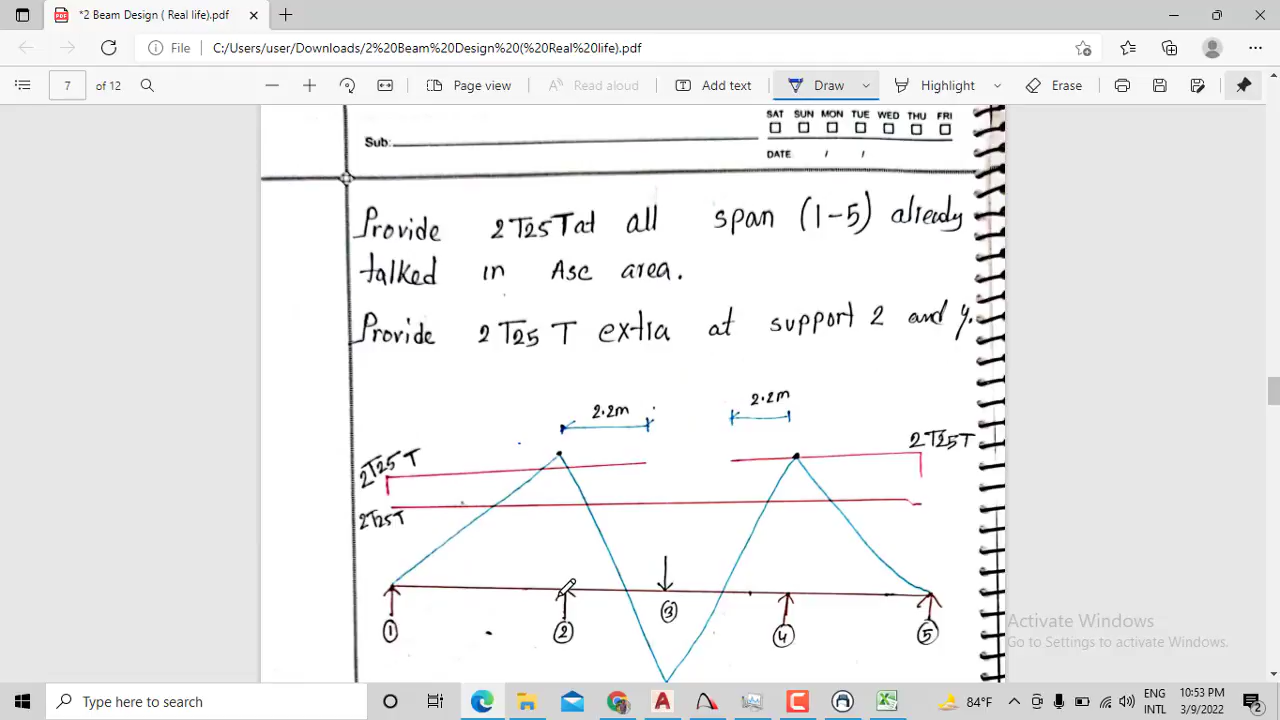 *2 Beam Design ( Real life).pdf
File
C:/Users/user/Downloads/2%20Beam%20Design%20(%20Real%20life).pdf
7 of 12
Page view
Read aloud
Add text
Draw
Highlight
Erase
SAT SUN MON TUE WED THU FRI
Sub:
DATE / /
Provide 2T25T at all span (1-5) already
talked in Asc area.
Provide 2T25 T extra at support 2 and 4.
2.2m
2.2m
2T25T
2T25T
2T25T
1 2 3 4 5
Activate Windows
Go to Settings to activate Windows.
Type here to search
84°F
ENG
INTL
10:53 PM
3/9/2022
2